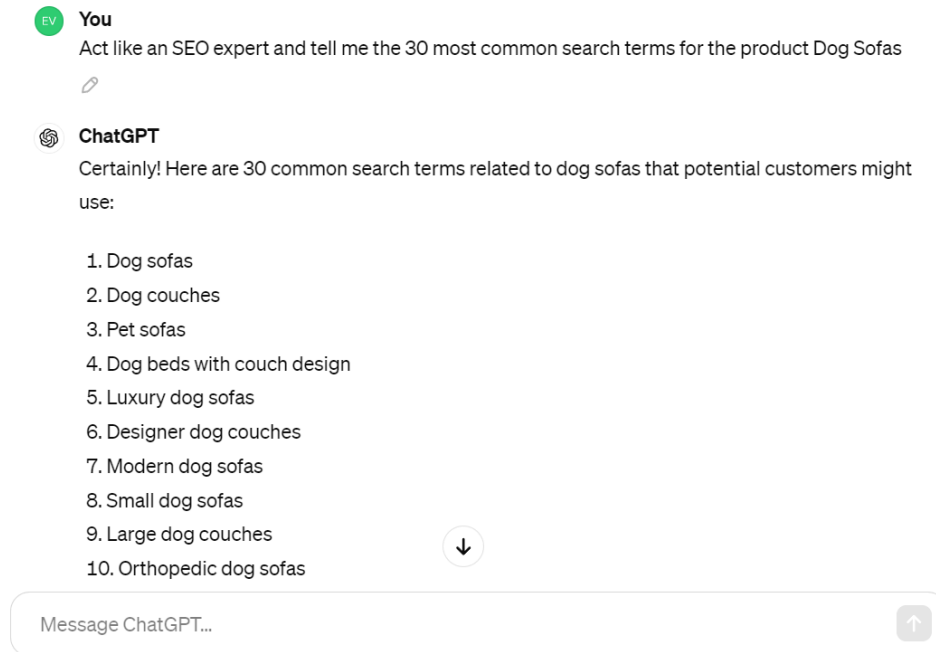 EV
You
Act like an SEO expert and tell me the 30 most common search terms for the product Dog Sofas
ChatGPT
Certainly! Here are 30 common search terms related to dog sofas that potential customers might
use:
1. Dog sofas
2. Dog couches
3. Pet sofas
4. Dog beds with couch design
5. Luxury dog sofas
6. Designer dog couches
7. Modern dog sofas
8. Small dog sofas
9. Large dog couches
10. Orthopedic dog sofas
Message ChatGPT...